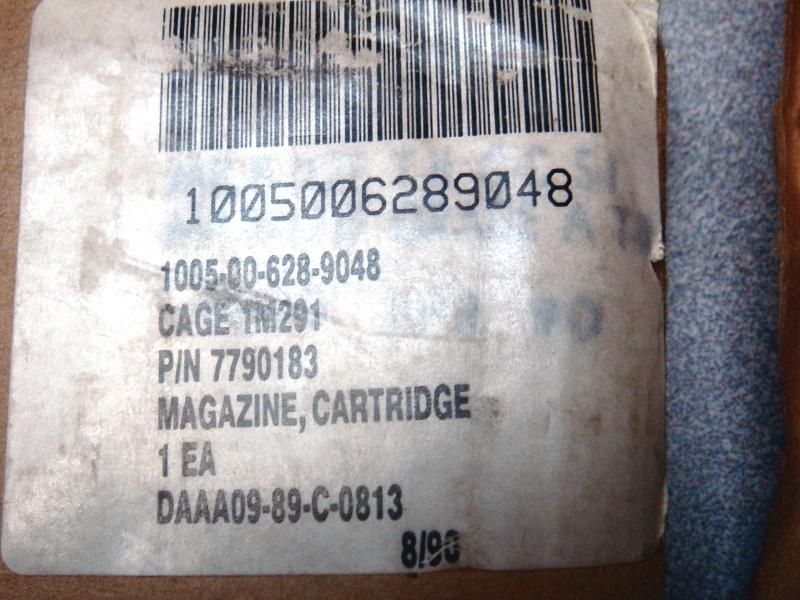 1005006289048
1005-00-628-9048
CAGE 1M291
P/N 7790183
MAGAZINE, CARTRIDGE
1 EA
DAAA09-89-C-0813
8/90